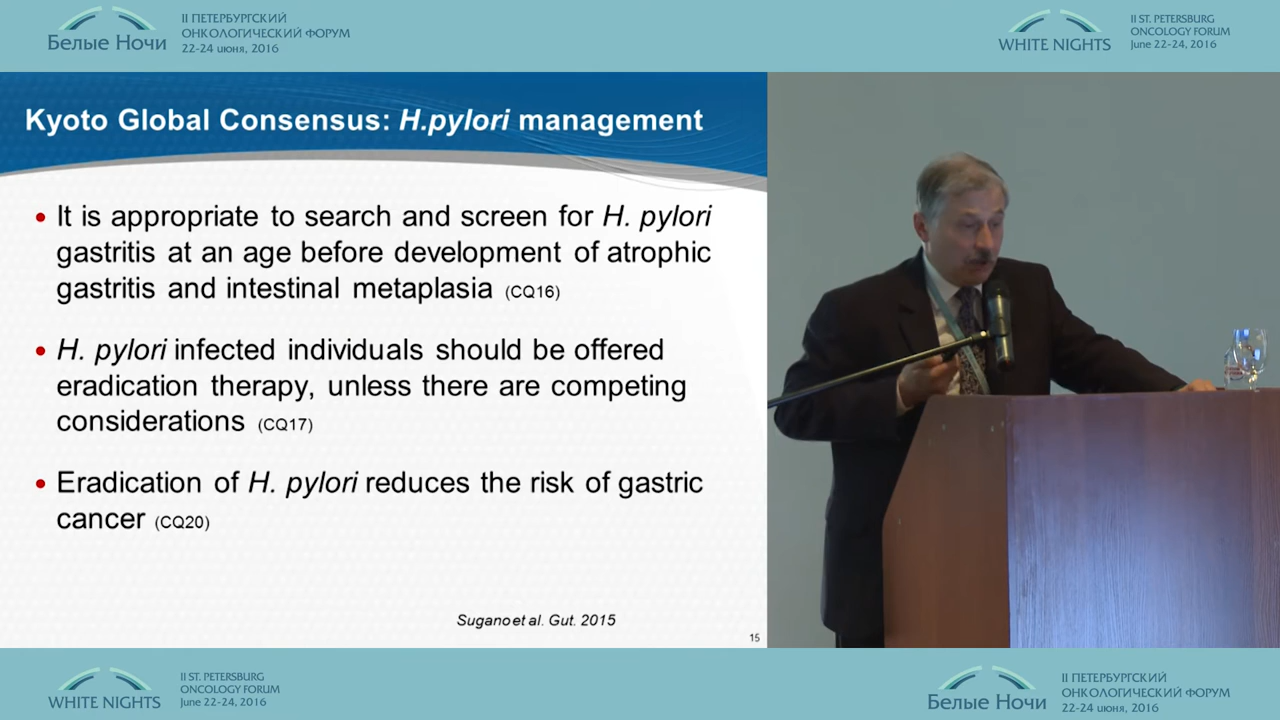 Белые Ночи
II ПЕТЕРБУРГСКИЙ
ОНКОЛОГИЧЕСКИЙ ФОРУМ
22-24 июня, 2016
WHITE NIGHTS
II ST. PETERSBURG
ONCOLOGY FORUM
June 22-24, 2016
Kyoto Global Consensus: H.pylori management
• It is appropriate to search and screen for H. pylori
gastritis at an age before development of atrophic
gastritis and intestinal metaplasia (CQ16)
• H. pylori infected individuals should be offered
eradication therapy, unless there are competing
considerations (CQ17)
• Eradication of H. pylori reduces the risk of gastric
cancer (CQ20)
Sugano et al. Gut. 2015
15
WHITE NIGHTS
II ST. PETERSBURG
ONCOLOGY FORUM
June 22-24, 2016
Белые Ночи
II ПЕТЕРБУРГСКИЙ
ОНКОЛОГИЧЕСКИЙ ФОРУМ
22-24 июня, 2016